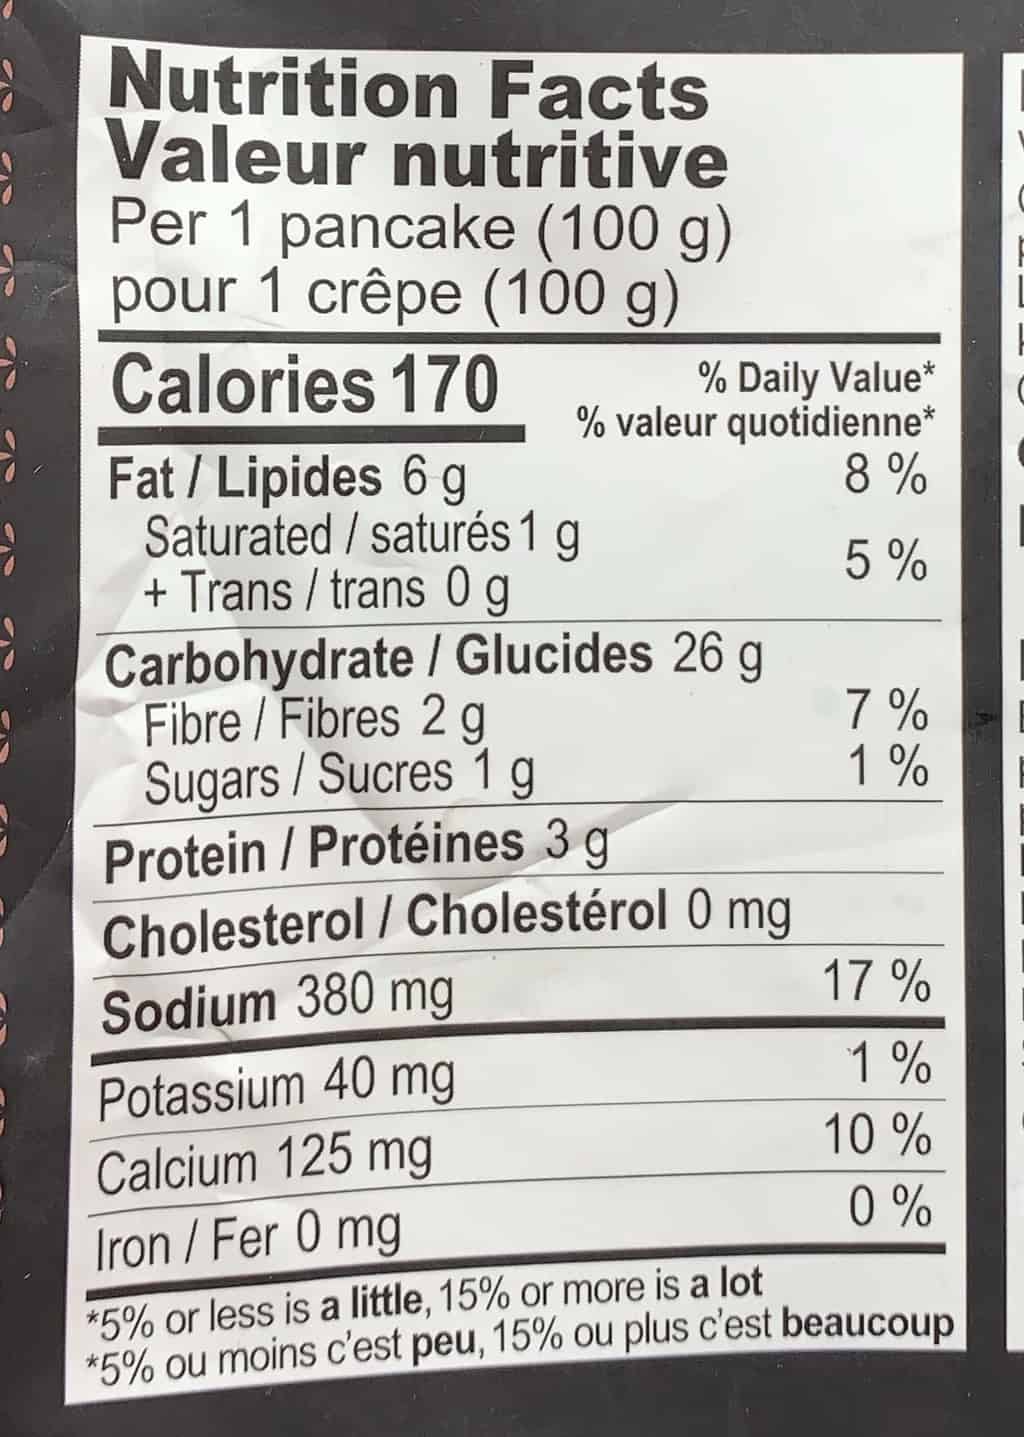 Nutrition Facts
Valeur nutritive
Per 1 pancake (100 g)
pour 1 crêpe (100 g)
Calories 170
% Daily Value*
% valeur quotidienne*
Fat / Lipides 6 g 8 %
Saturated / saturés 1 g
+ Trans / trans 0 g 5 %
Carbohydrate / Glucides 26 g
Fibre / Fibres 2 g 7 %
Sugars / Sucres 1 g 1 %
Protein / Protéines 3 g
Cholesterol / Cholestérol 0 mg
Sodium 380 mg 17 %
Potassium 40 mg 1 %
Calcium 125 mg 10 %
Iron / Fer 0 mg 0 %
*5% or less is a little, 15% or more is a lot
*5% ou moins c'est peu, 15% ou plus c'est beaucoup